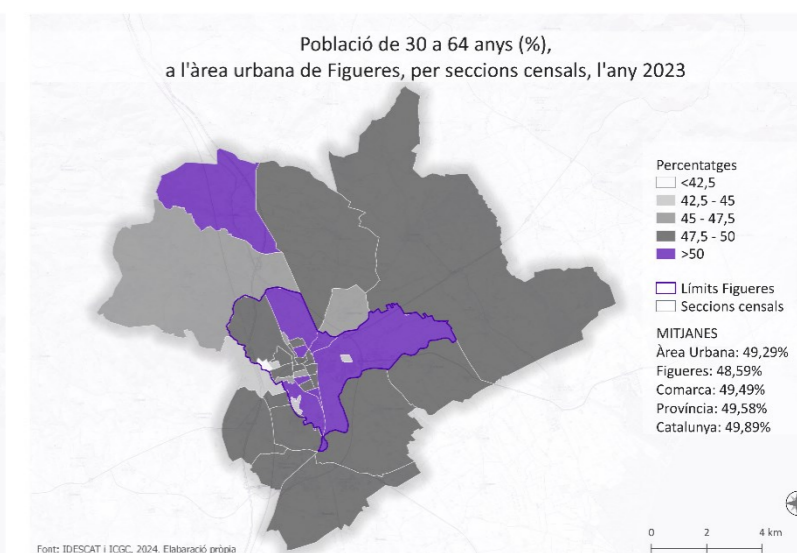 Població de 30 a 64 anys (%),
a l'àrea urbana de Figueres, per seccions censals, l'any 2023
Percentatges
<42,5
42,5 - 45
45 - 47,5
47,5 - 50
>50
Límits Figueres
Seccions censals
MITJANES
Àrea Urbana: 49,29%
Figueres: 48,59%
Comarca: 49,49%
Província: 49,58%
Catalunya: 49,89%
0 2 4 km
Font: IDESCAT i ICGC, 2024. Elabaració pròpia